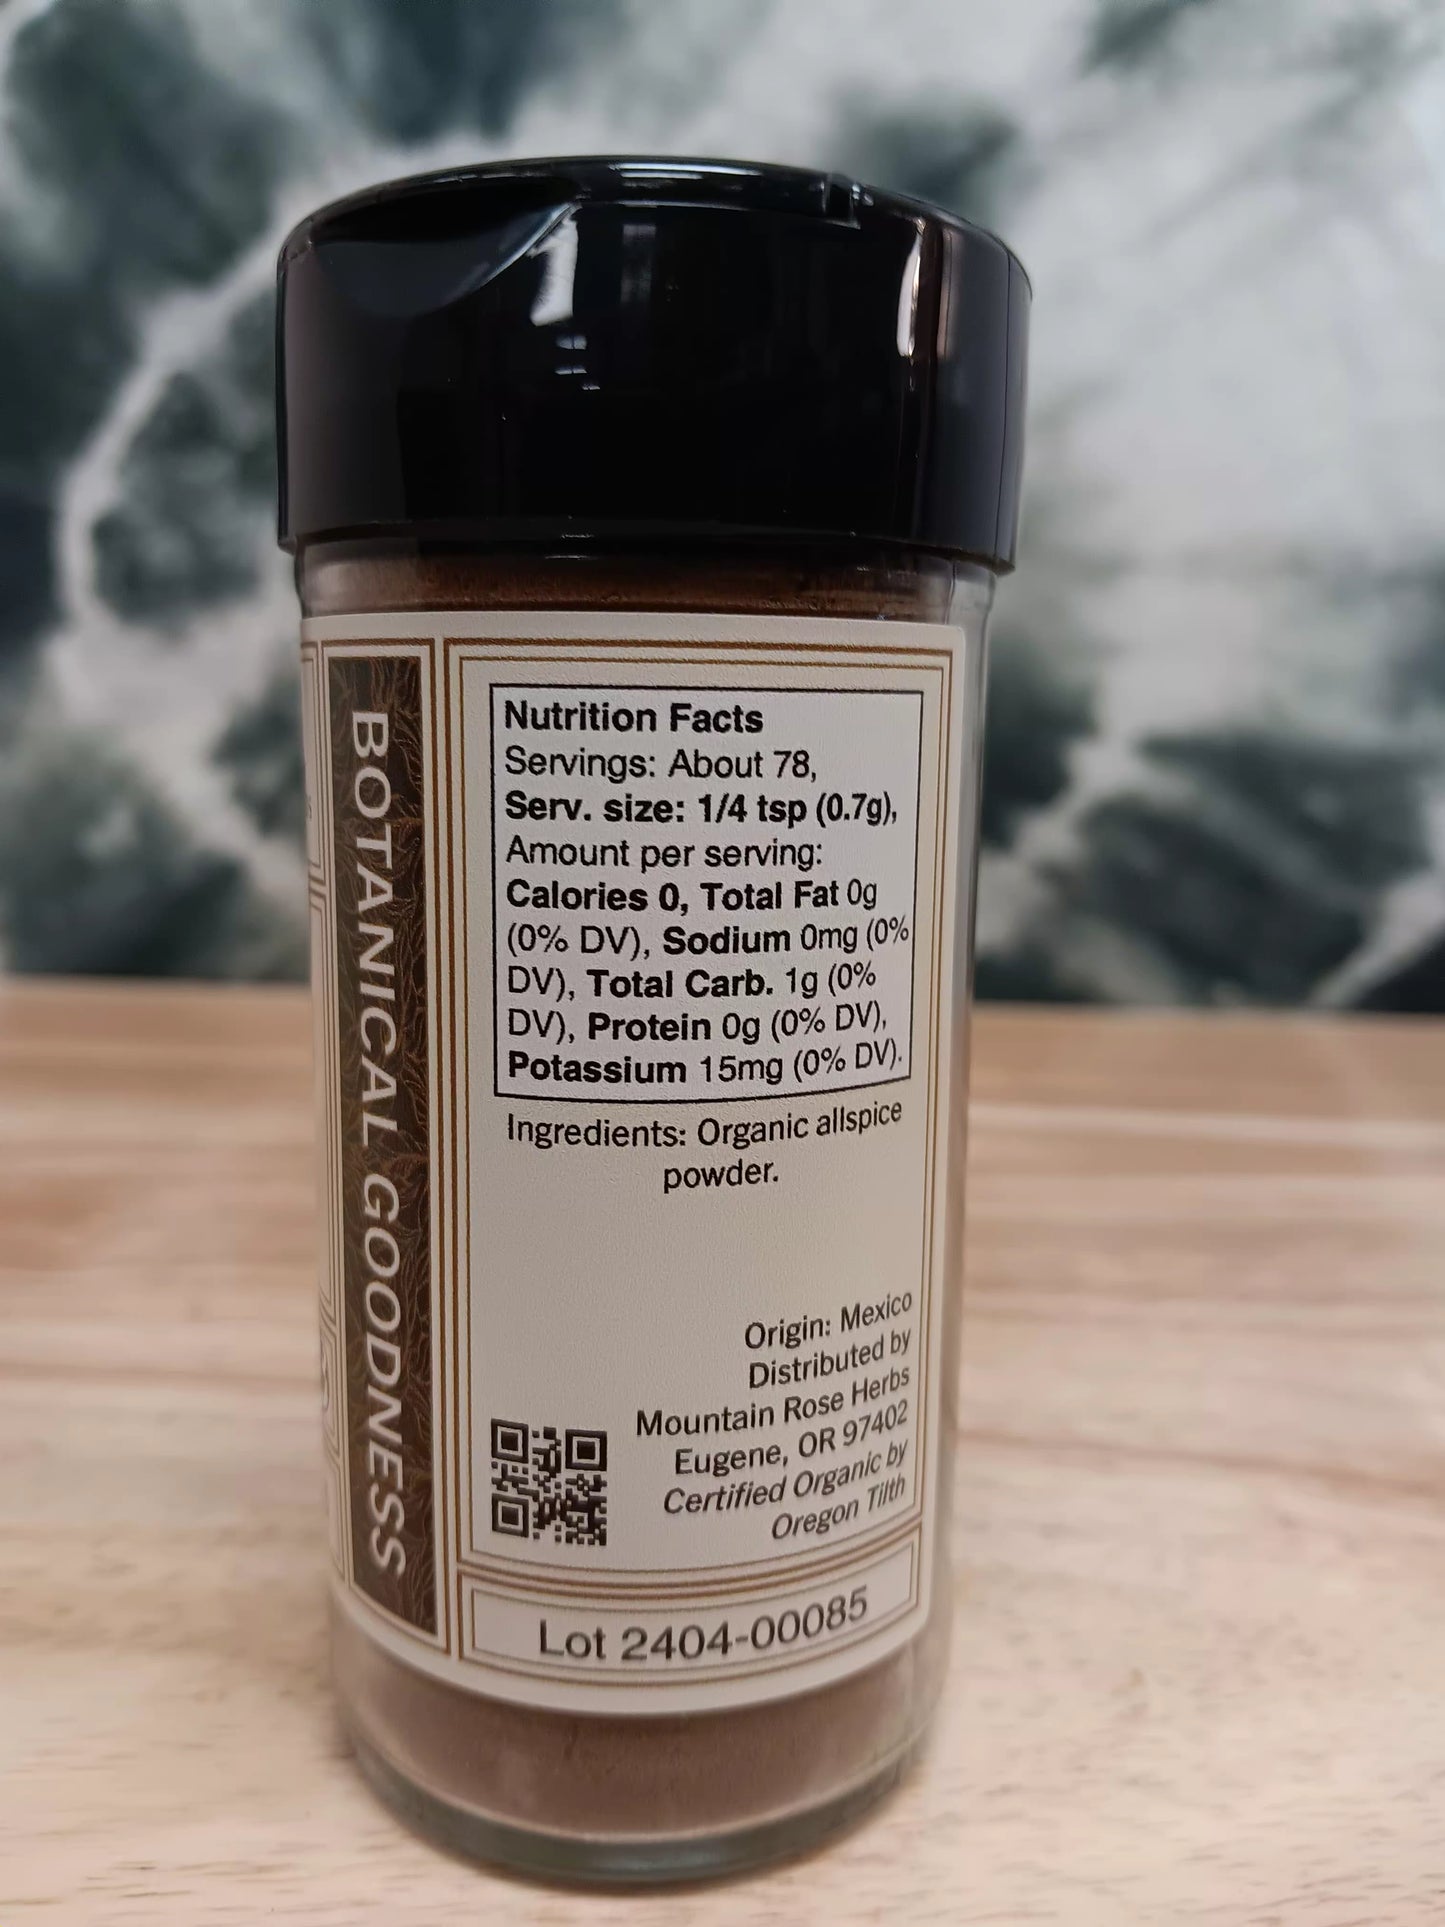 BOTANICAL GOODNESS
Nutrition Facts
Servings: About 78,
Serv. size: 1/4 tsp (0.7g),
Amount per serving:
Calories 0, Total Fat 0g
(0% DV), Sodium 0mg (0%
DV), Total Carb. 1g (0%
DV), Protein 0g (0% DV),
Potassium 15mg (0% DV).
Ingredients: Organic allspice
powder.
Origin: Mexico
Distributed by
Mountain Rose Herbs
Eugene, OR 97402
Certified Organic by
Oregon Tilth
Lot 2404-00085